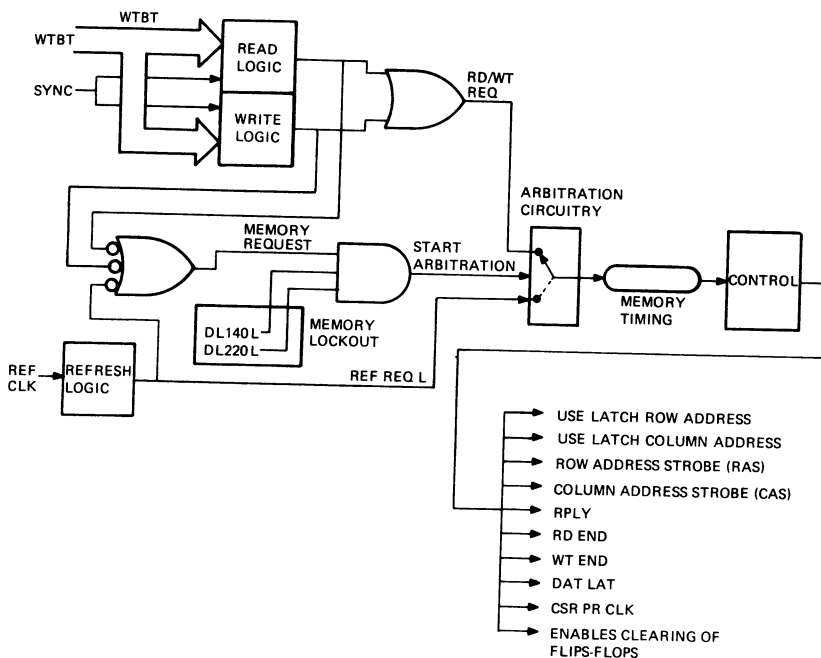 WTBT
WTBT
SYNC
READ
LOGIC
WRITE
LOGIC
RD/WT
REQ
ARBITRATION
CIRCUITRY
MEMORY
REQUEST
START
ARBITRATION
CONTROL
MEMORY
TIMING
DL140L
DL220L
MEMORY
LOCKOUT
REF
CLK
REFRESH
LOGIC
REF REQ L
USE LATCH ROW ADDRESS
USE LATCH COLUMN ADDRESS
ROW ADDRESS STROBE (RAS)
COLUMN ADDRESS STROBE (CAS)
RPLY
RD END
WT END
DAT LAT
CSR PR CLK
ENABLES CLEARING OF
FLIPS-FLOPS